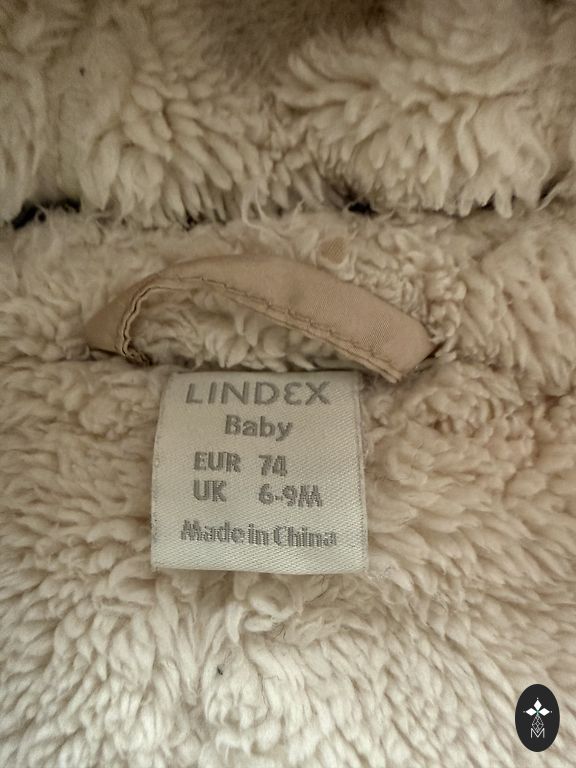 LINDEX
Baby
EUR 74
UK 6-9M
Made in China
M